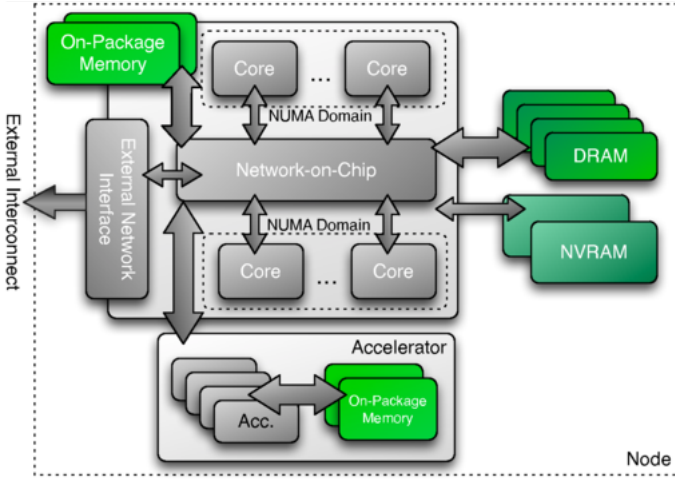 On-Package
Memory
Core
...
Core
NUMA Domain
External Interconnect
External Network
Interface
Network-on-Chip
DRAM
NUMA Domain
Core
...
Core
NVRAM
Accelerator
Acc.
On-Package
Memory
Node